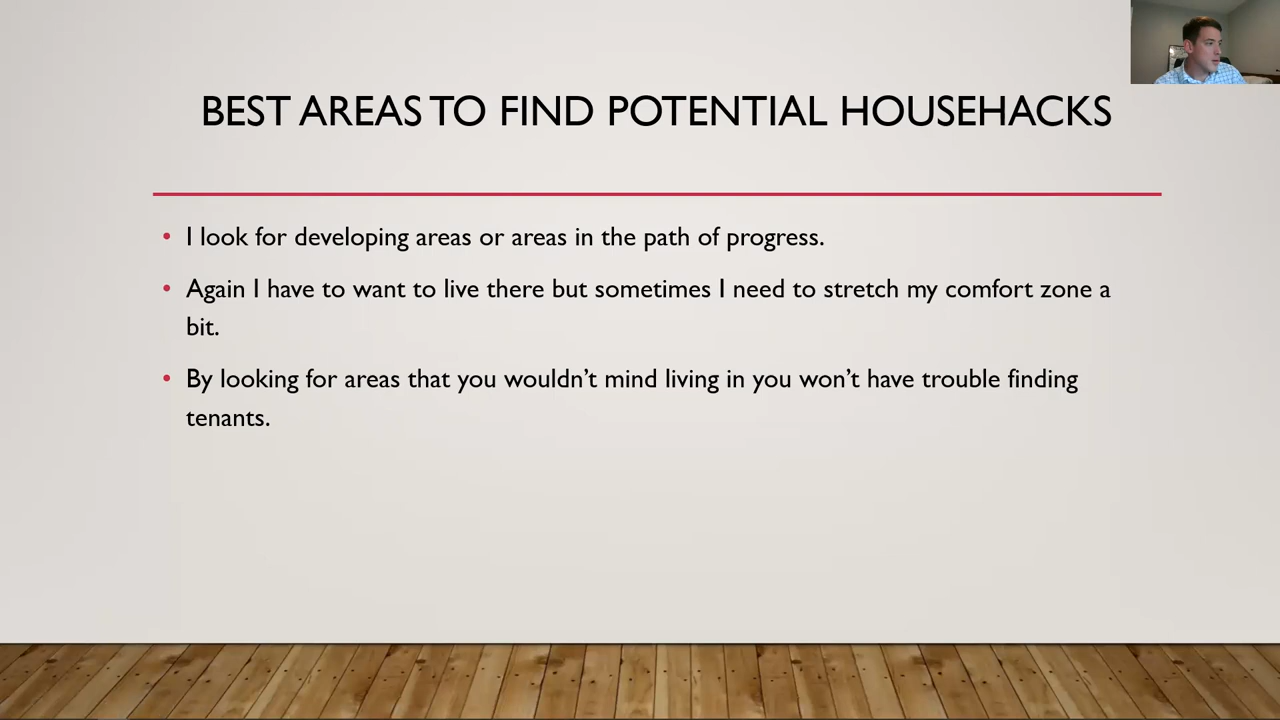 BEST AREAS TO FIND POTENTIAL HOUSEHACKS
• I look for developing areas or areas in the path of progress.
• Again I have to want to live there but sometimes I need to stretch my comfort zone a
bit.
• By looking for areas that you wouldn’t mind living in you won’t have trouble finding
tenants.